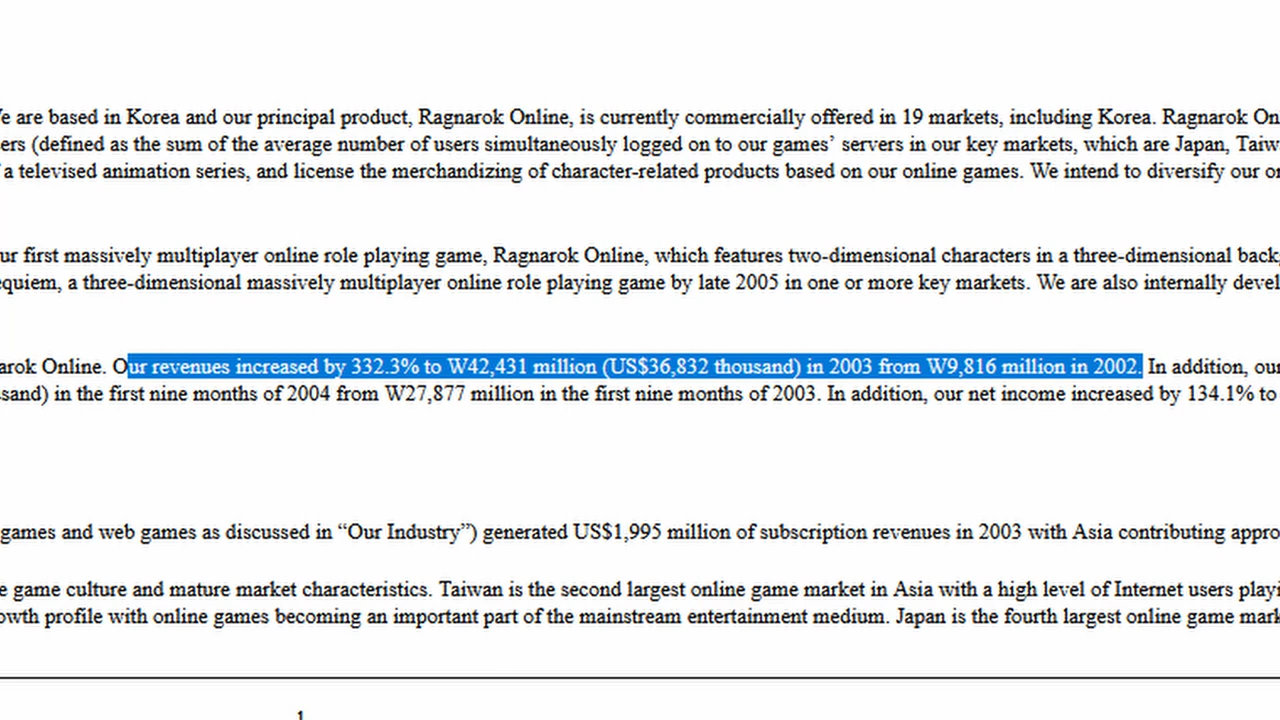 e are based in Korea and our principal product, Ragnarok Online, is currently commercially offered in 19 markets, including Korea. Ragnarok On
ers (defined as the sum of the average number of users simultaneously logged on to our games’ servers in our key markets, which are Japan, Taiw
a televised animation series, and license the merchandizing of character-related products based on our online games. We intend to diversify our o
ur first massively multiplayer online role playing game, Ragnarok Online, which features two-dimensional characters in a three-dimensional back
equiem, a three-dimensional massively multiplayer online role playing game by late 2005 in one or more key markets. We are also internally devel
arok Online. Our revenues increased by 332.3% to W42,431 million (US$36,832 thousand) in 2003 from W9,816 million in 2002. In addition, our
sand) in the first nine months of 2004 from W27,877 million in the first nine months of 2003. In addition, our net income increased by 134.1% to
games and web games as discussed in “Our Industry”) generated US$1,995 million of subscription revenues in 2003 with Asia contributing appro
e game culture and mature market characteristics. Taiwan is the second largest online game market in Asia with a high level of Internet users playi
owth profile with online games becoming an important part of the mainstream entertainment medium. Japan is the fourth largest online game mark
1